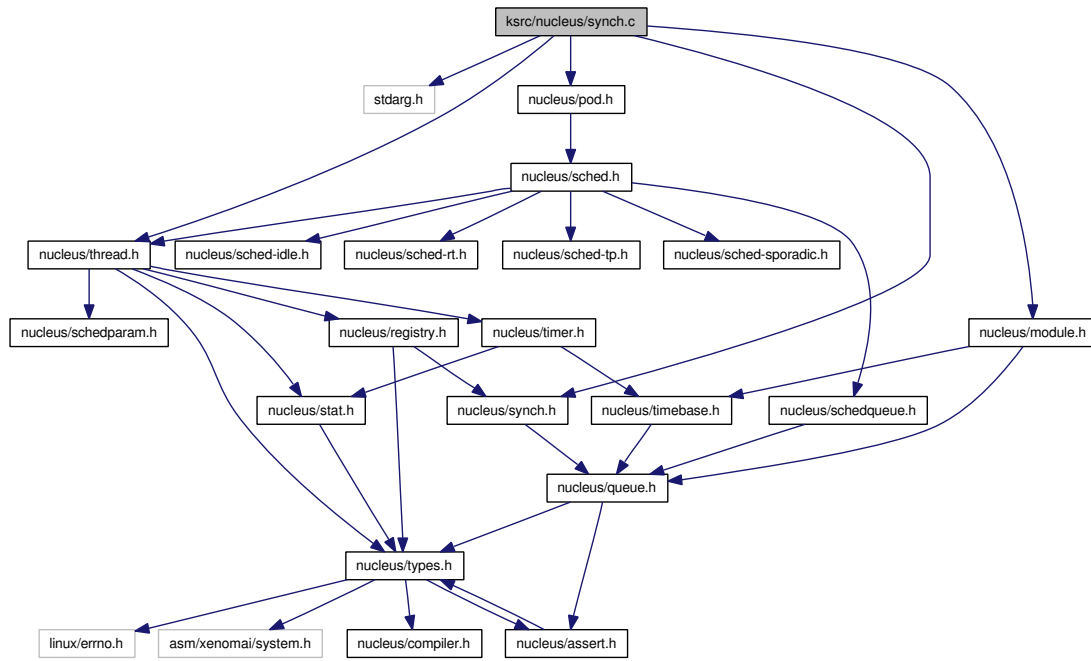 ksrc/nucleus/synch.c
stdarg.h
nucleus/pod.h
nucleus/sched.h
nucleus/thread.h
nucleus/sched-idle.h
nucleus/sched-rt.h
nucleus/sched-tp.h
nucleus/sched-sporadic.h
nucleus/schedparam.h
nucleus/registry.h
nucleus/timer.h
nucleus/module.h
nucleus/stat.h
nucleus/synch.h
nucleus/timebase.h
nucleus/schedqueue.h
nucleus/queue.h
nucleus/types.h
linux/errno.h
asm/xenomai/system.h
nucleus/compiler.h
nucleus/assert.h